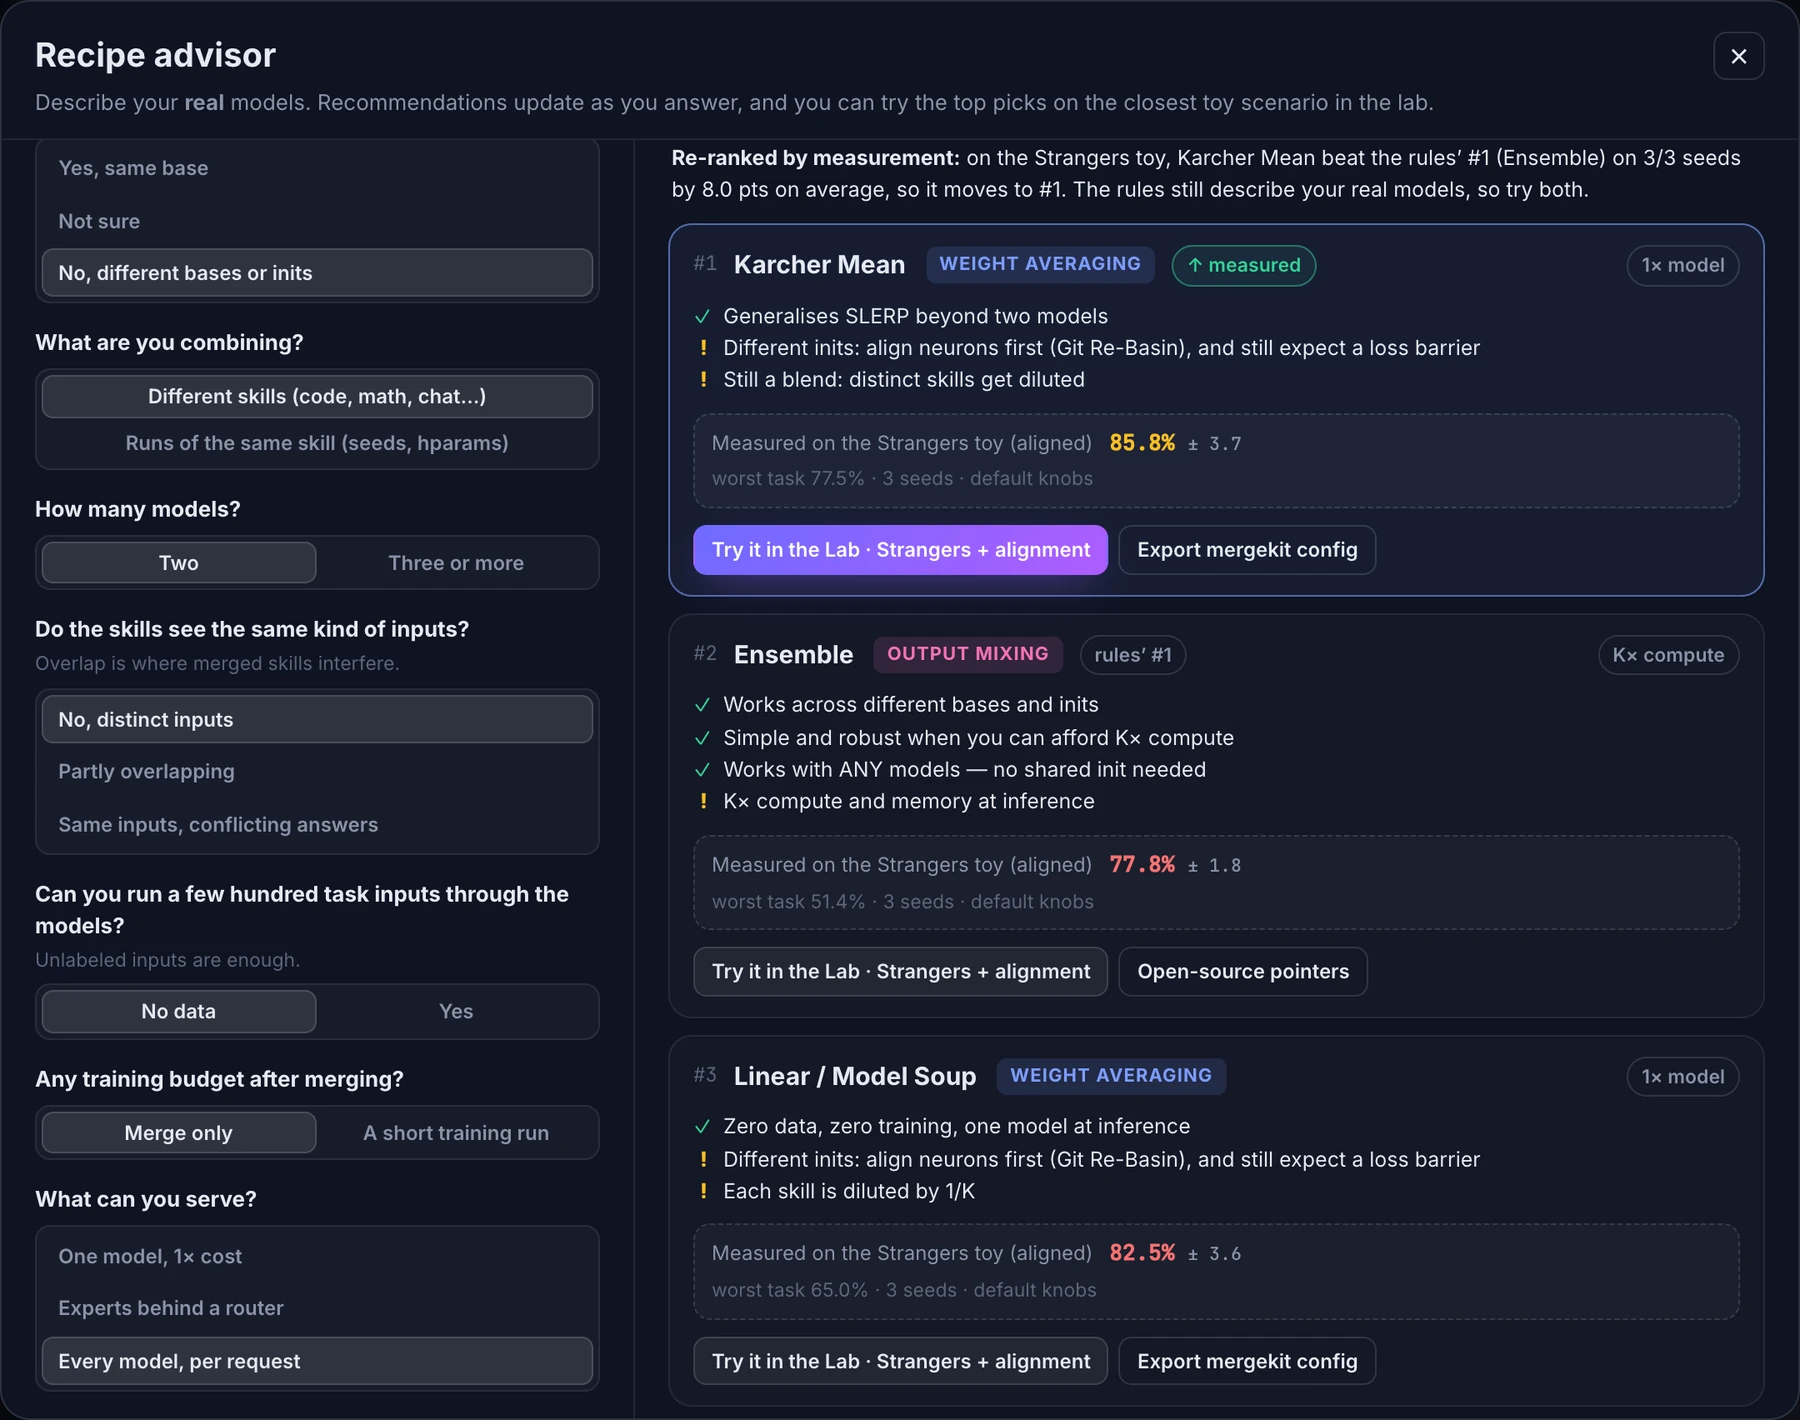 Recipe advisor
Describe your real models. Recommendations update as you answer, and you can try the top picks on the closest toy scenario in the lab.
Yes, same base
Not sure
No, different bases or inits
What are you combining?
Different skills (code, math, chat…)
Runs of the same skill (seeds, hparams)
How many models?
Two
Three or more
Do the skills see the same kind of inputs?
Overlap is where merged skills interfere.
No, distinct inputs
Partly overlapping
Same inputs, conflicting answers
Can you run a few hundred task inputs through the
models?
Unlabeled inputs are enough.
No data
Yes
Any training budget after merging?
Merge only
A short training run
What can you serve?
One model, 1× cost
Experts behind a router
Every model, per request
Re-ranked by measurement: on the Strangers toy, Karcher Mean beat the rules’ #1 (Ensemble) on 3/3 seeds
by 8.0 pts on average, so it moves to #1. The rules still describe your real models, so try both.
#1 Karcher Mean WEIGHT AVERAGING ↑ measured 1× model
✓ Generalises SLERP beyond two models
! Different inits: align neurons first (Git Re-Basin), and still expect a loss barrier
! Still a blend: distinct skills get diluted
Measured on the Strangers toy (aligned) 85.8% ± 3.7
worst task 77.5% · 3 seeds · default knobs
Try it in the Lab · Strangers + alignment
Export mergekit config
#2 Ensemble OUTPUT MIXING rules’ #1 K× compute
✓ Works across different bases and inits
✓ Simple and robust when you can afford K× compute
✓ Works with ANY models — no shared init needed
! K× compute and memory at inference
Measured on the Strangers toy (aligned) 77.8% ± 1.8
worst task 51.4% · 3 seeds · default knobs
Try it in the Lab · Strangers + alignment
Open-source pointers
#3 Linear / Model Soup WEIGHT AVERAGING 1× model
✓ Zero data, zero training, one model at inference
! Different inits: align neurons first (Git Re-Basin), and still expect a loss barrier
! Each skill is diluted by 1/K
Measured on the Strangers toy (aligned) 82.5% ± 3.6
worst task 65.0% · 3 seeds · default knobs
Try it in the Lab · Strangers + alignment
Export mergekit config